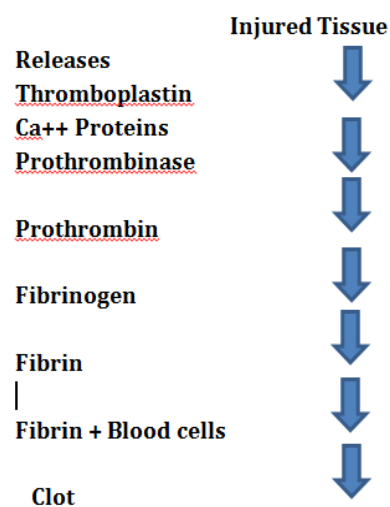 Injured Tissue
Releases
Thromboplastin
Ca++ Proteins
Prothrombinase
Prothrombin
Fibrinogen
Fibrin
Fibrin + Blood cells
Clot